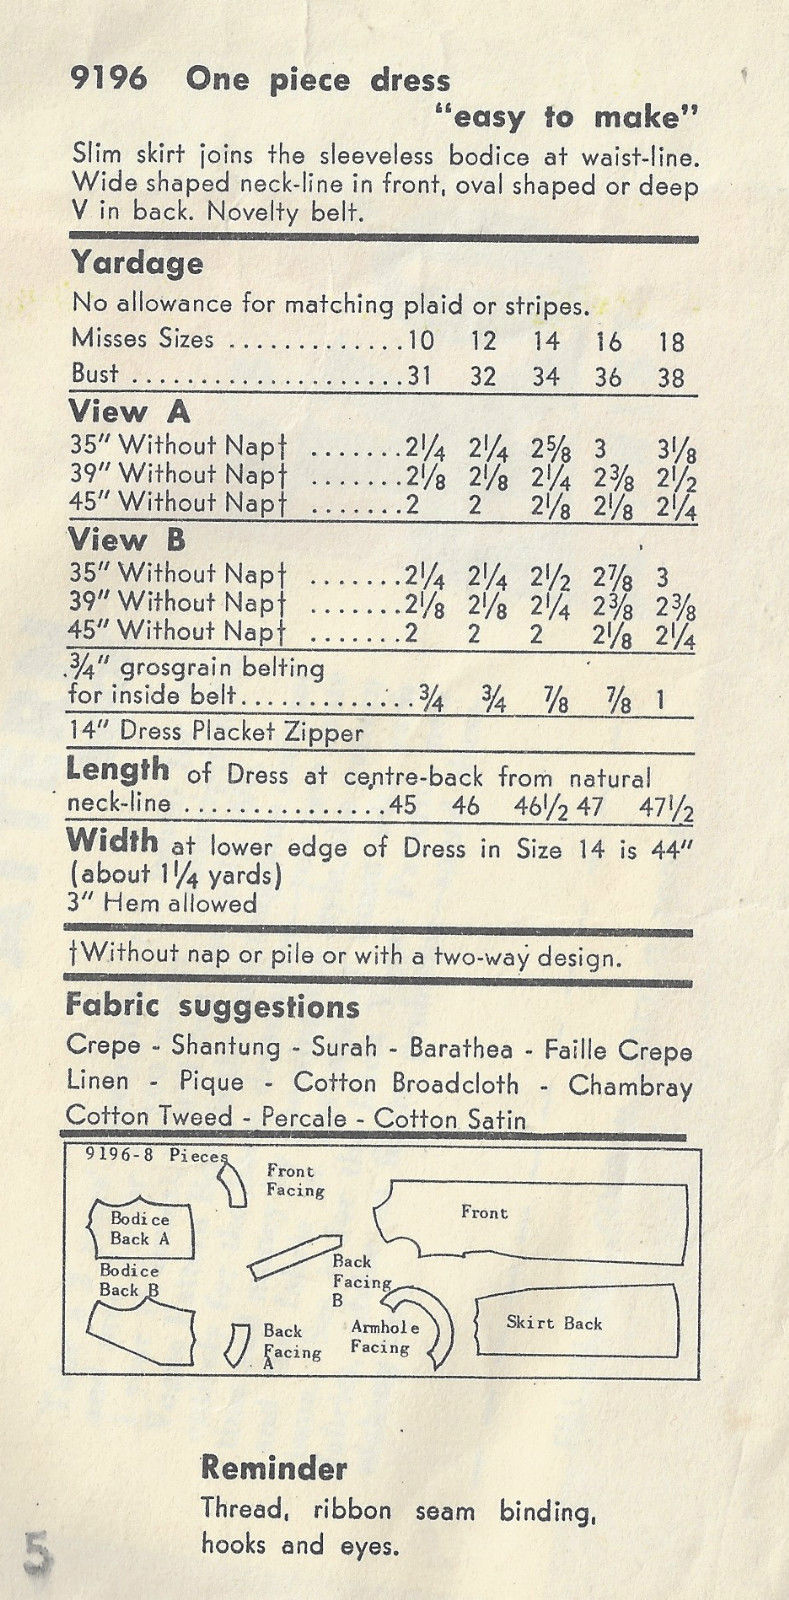 9196 One piece dress
"easy to make"
Slim skirt joins the sleeveless bodice at waist-line.
Wide shaped neck-line in front, oval shaped or deep
V in back. Novelty belt.
Yardage
No allowance for matching plaid or stripes.
Misses Sizes .............10 12 14 16 18
Bust .....................31 32 34 36 38
View A
35" Without Nap† .......2¼ 2¼ 2⅝ 3 3⅛
39" Without Nap† .......2⅛ 2⅛ 2¼ 2⅜ 2½
45" Without Nap† .......2 2 2⅛ 2⅛ 2¼
View B
35" Without Nap† .......2¼ 2¼ 2½ 2⅞ 3
39" Without Nap† .......2⅛ 2⅛ 2¼ 2⅜ 2⅜
45" Without Nap† .......2 2 2 2⅛ 2¼
¾" grosgrain belting
for inside belt.............¾ ¾ ⅞ ⅞ 1
14" Dress Placket Zipper
Length of Dress at centre-back from natural
neck-line ................45 46 46½ 47 47½
Width at lower edge of Dress in Size 14 is 44"
(about 1¼ yards)
3" Hem allowed
†Without nap or pile or with a two-way design.
Fabric suggestions
Crepe - Shantung - Surah - Barathea - Faille Crepe
Linen - Pique - Cotton Broadcloth - Chambray
Cotton Tweed - Percale - Cotton Satin
9196-8 Pieces
Front
Facing
Bodice
Back A
Front
Back
Facing
B
Bodice
Back B
Back
Facing
A
Armhole
Facing
Skirt Back
Reminder
Thread, ribbon seam binding,
hooks and eyes.
5